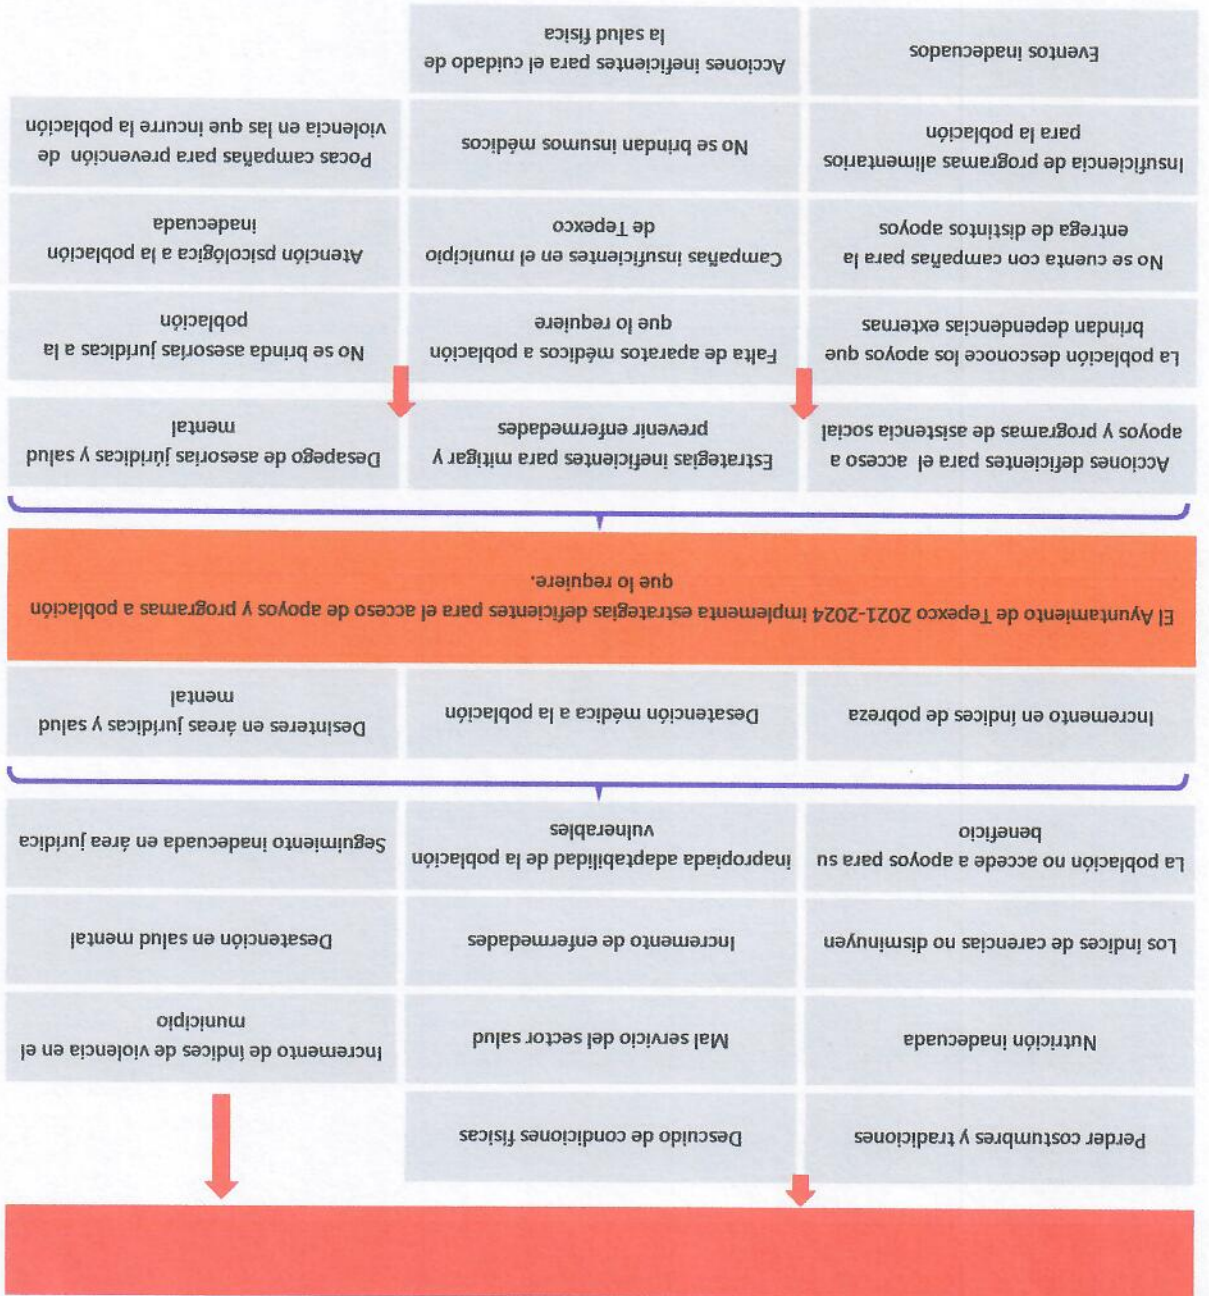 Perder costumbres y tradiciones
Descuido de condiciones físicas
Nutrición inadecuada
Mal servicio del sector salud
Incremento de índices de violencia en el
municipio
Los índices de carencias no disminuyen
Incremento de enfermedades
Desatención en salud mental
La población no accede a apoyos para su
beneficio
inapropiada adaptabilidad de la población
vulnerables
Seguimiento inadecuada en área jurídica
Incremento en índices de pobreza
Desatención médica a la población
Desinteres en áreas jurídicas y salud
mental
El Ayuntamiento de Tepexco 2021-2024 implementa estrategias deficientes para el acceso de apoyos y programas a población
que lo requiere.
Acciones deficientes para el acceso a
apoyos y programas de asistencia social
Estrategias ineficientes para mitigar y
prevenir enfermedades
Desapego de asesorias jurídicas y salud
mental
La población desconoce los apoyos que
brindan dependencias externas
Falta de aparatos médicos a población
que lo requiere
No se brinda asesorías jurídicas a la
población
No se cuenta con campañas para la
entrega de distintos apoyos
Campañas insuficientes en el municipio
de Tepexco
Atención psicológica a la población
inadecuada
Insuficiencia de programas alimentarios
para la población
No se brindan insumos médicos
Pocas campañas para prevención de
violencia en las que incurre la población
Eventos inadecuados
Acciones ineficientes para el cuidado de
la salud física